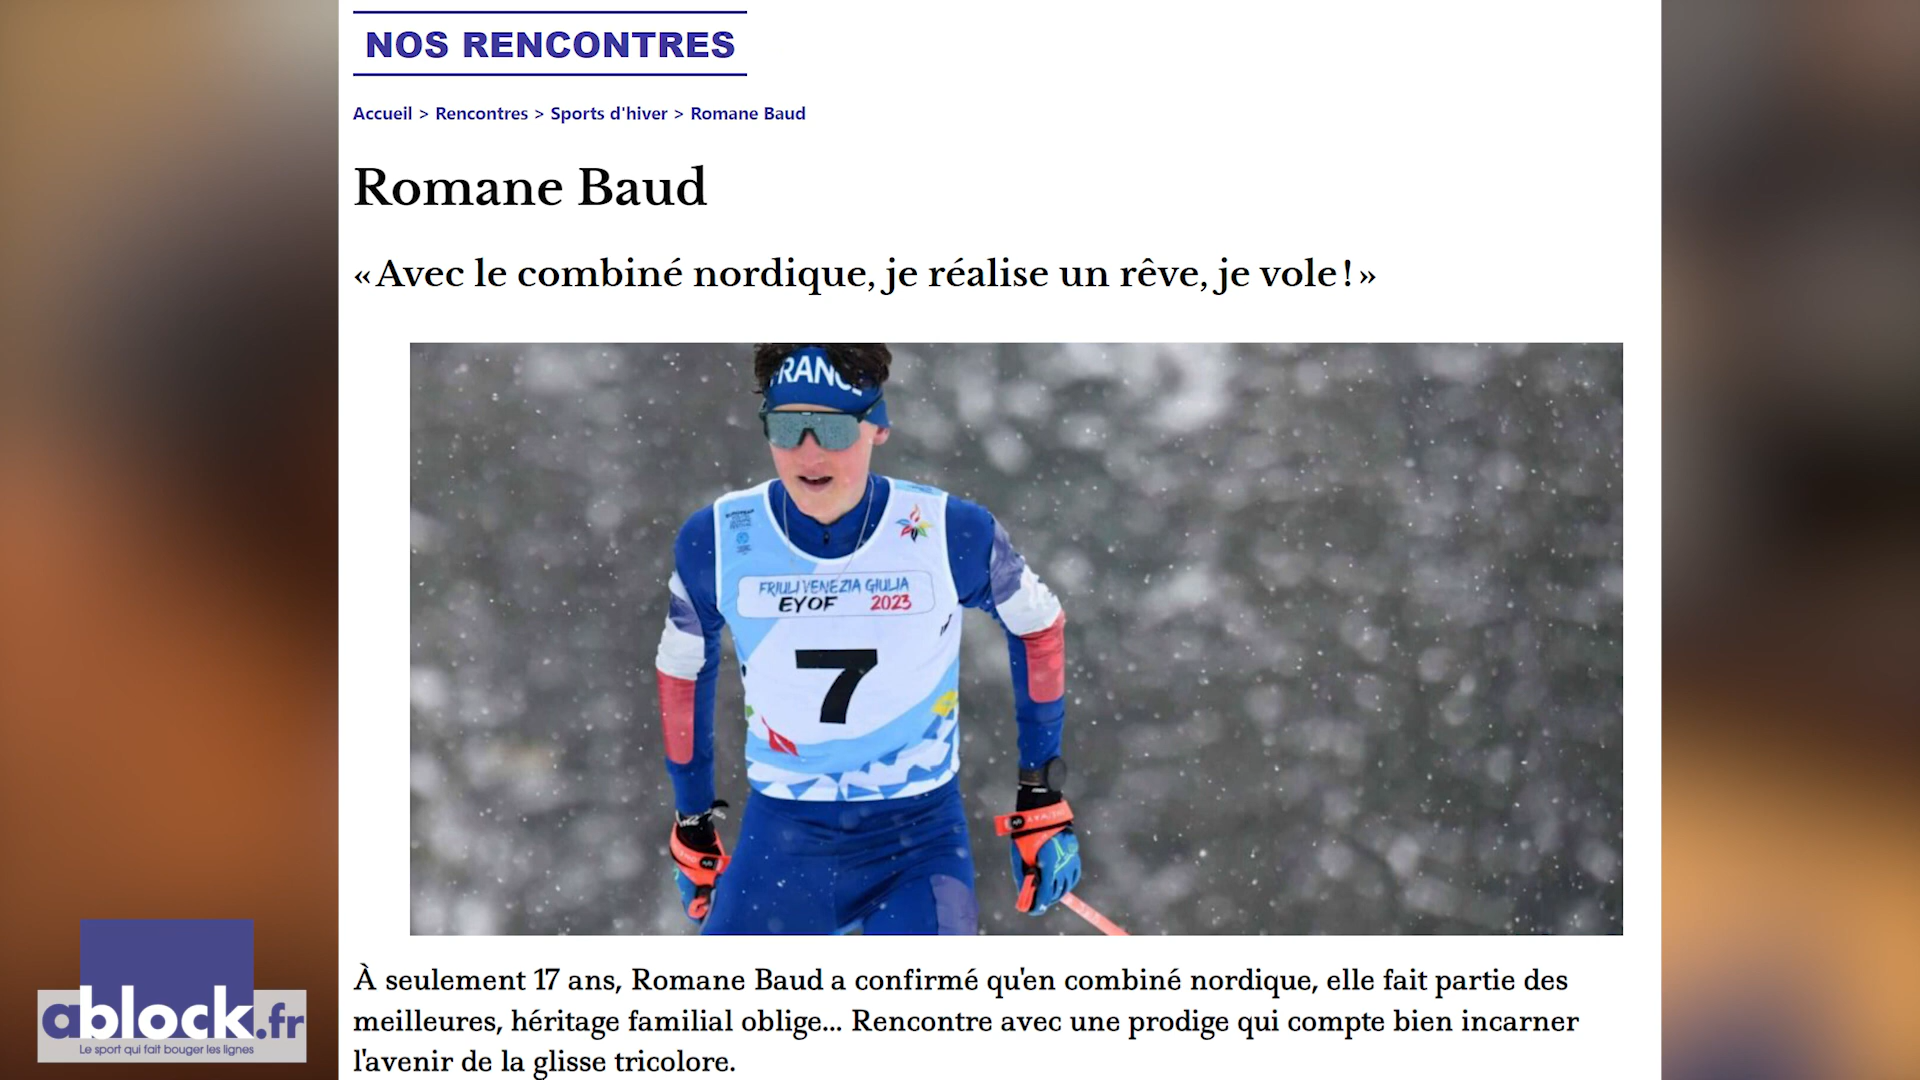 NOS RENCONTRES
Accueil > Rencontres > Sports d'hiver > Romane Baud
Romane Baud
« Avec le combiné nordique, je réalise un rêve, je vole ! »
FRANCE
FRIULI VENEZIA GIULIA
EYOF 2023
7
À seulement 17 ans, Romane Baud a confirmé qu'en combiné nordique, elle fait partie des
meilleures, héritage familial oblige... Rencontre avec une prodige qui compte bien incarner
l'avenir de la glisse tricolore.
ablock.fr
Le sport qui fait bouger les lignes